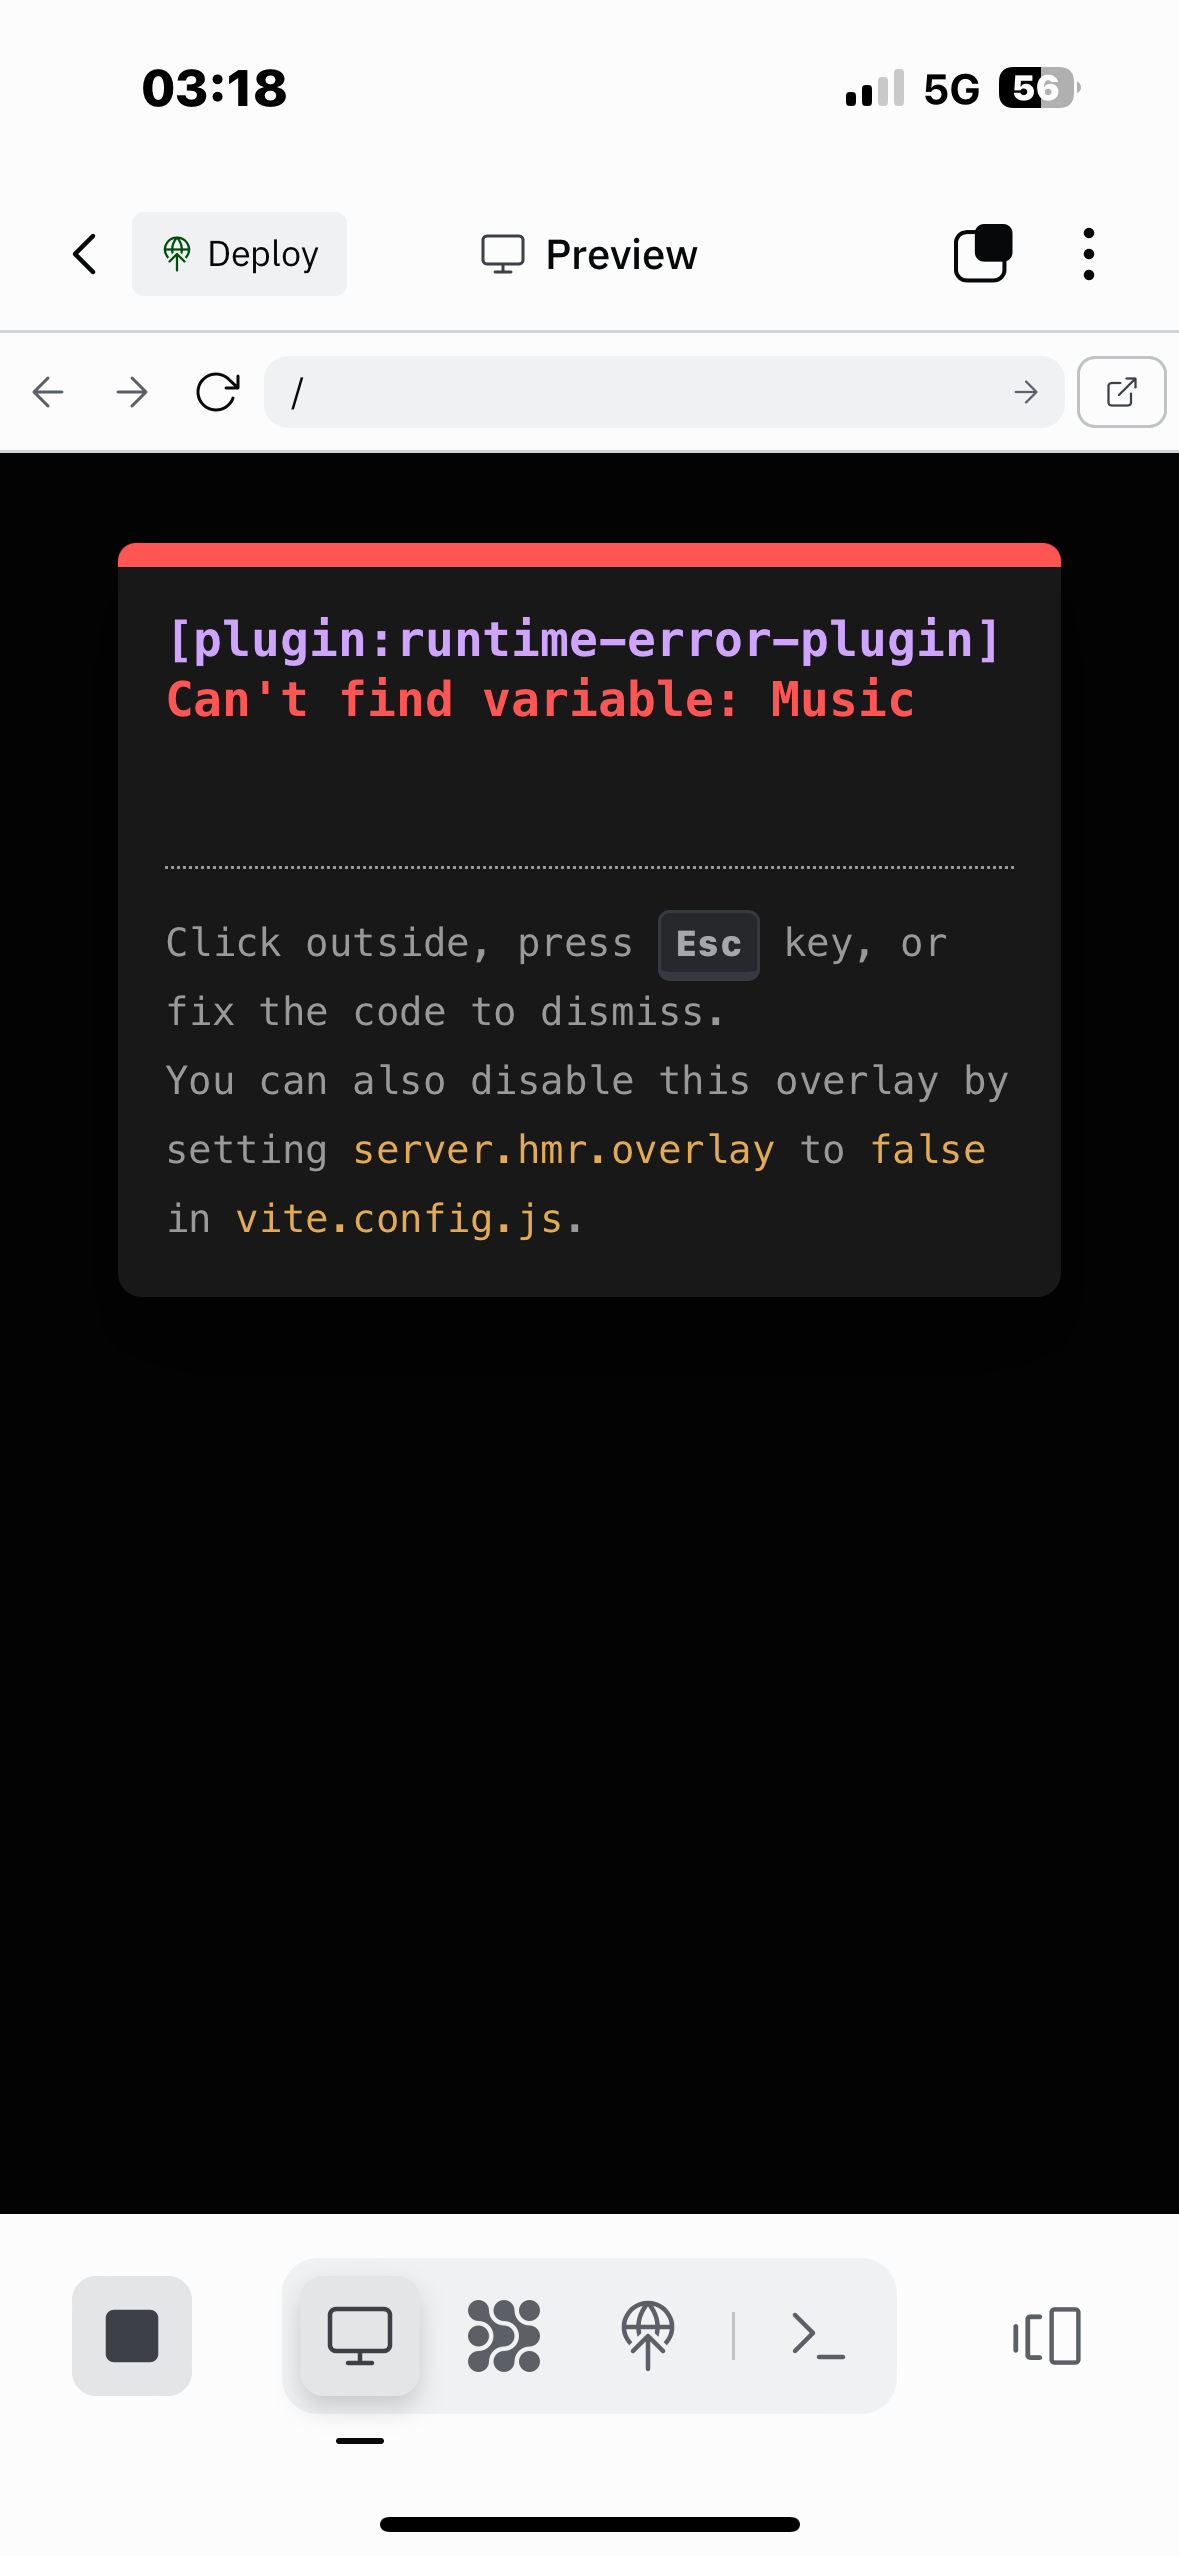 03:18
5G
56
Deploy
Preview
/
[plugin:runtime-error-plugin]
Can't find variable: Music
Click outside, press Esc key, or
fix the code to dismiss.
You can also disable this overlay by
setting server.hmr.overlay to false
in vite.config.js.